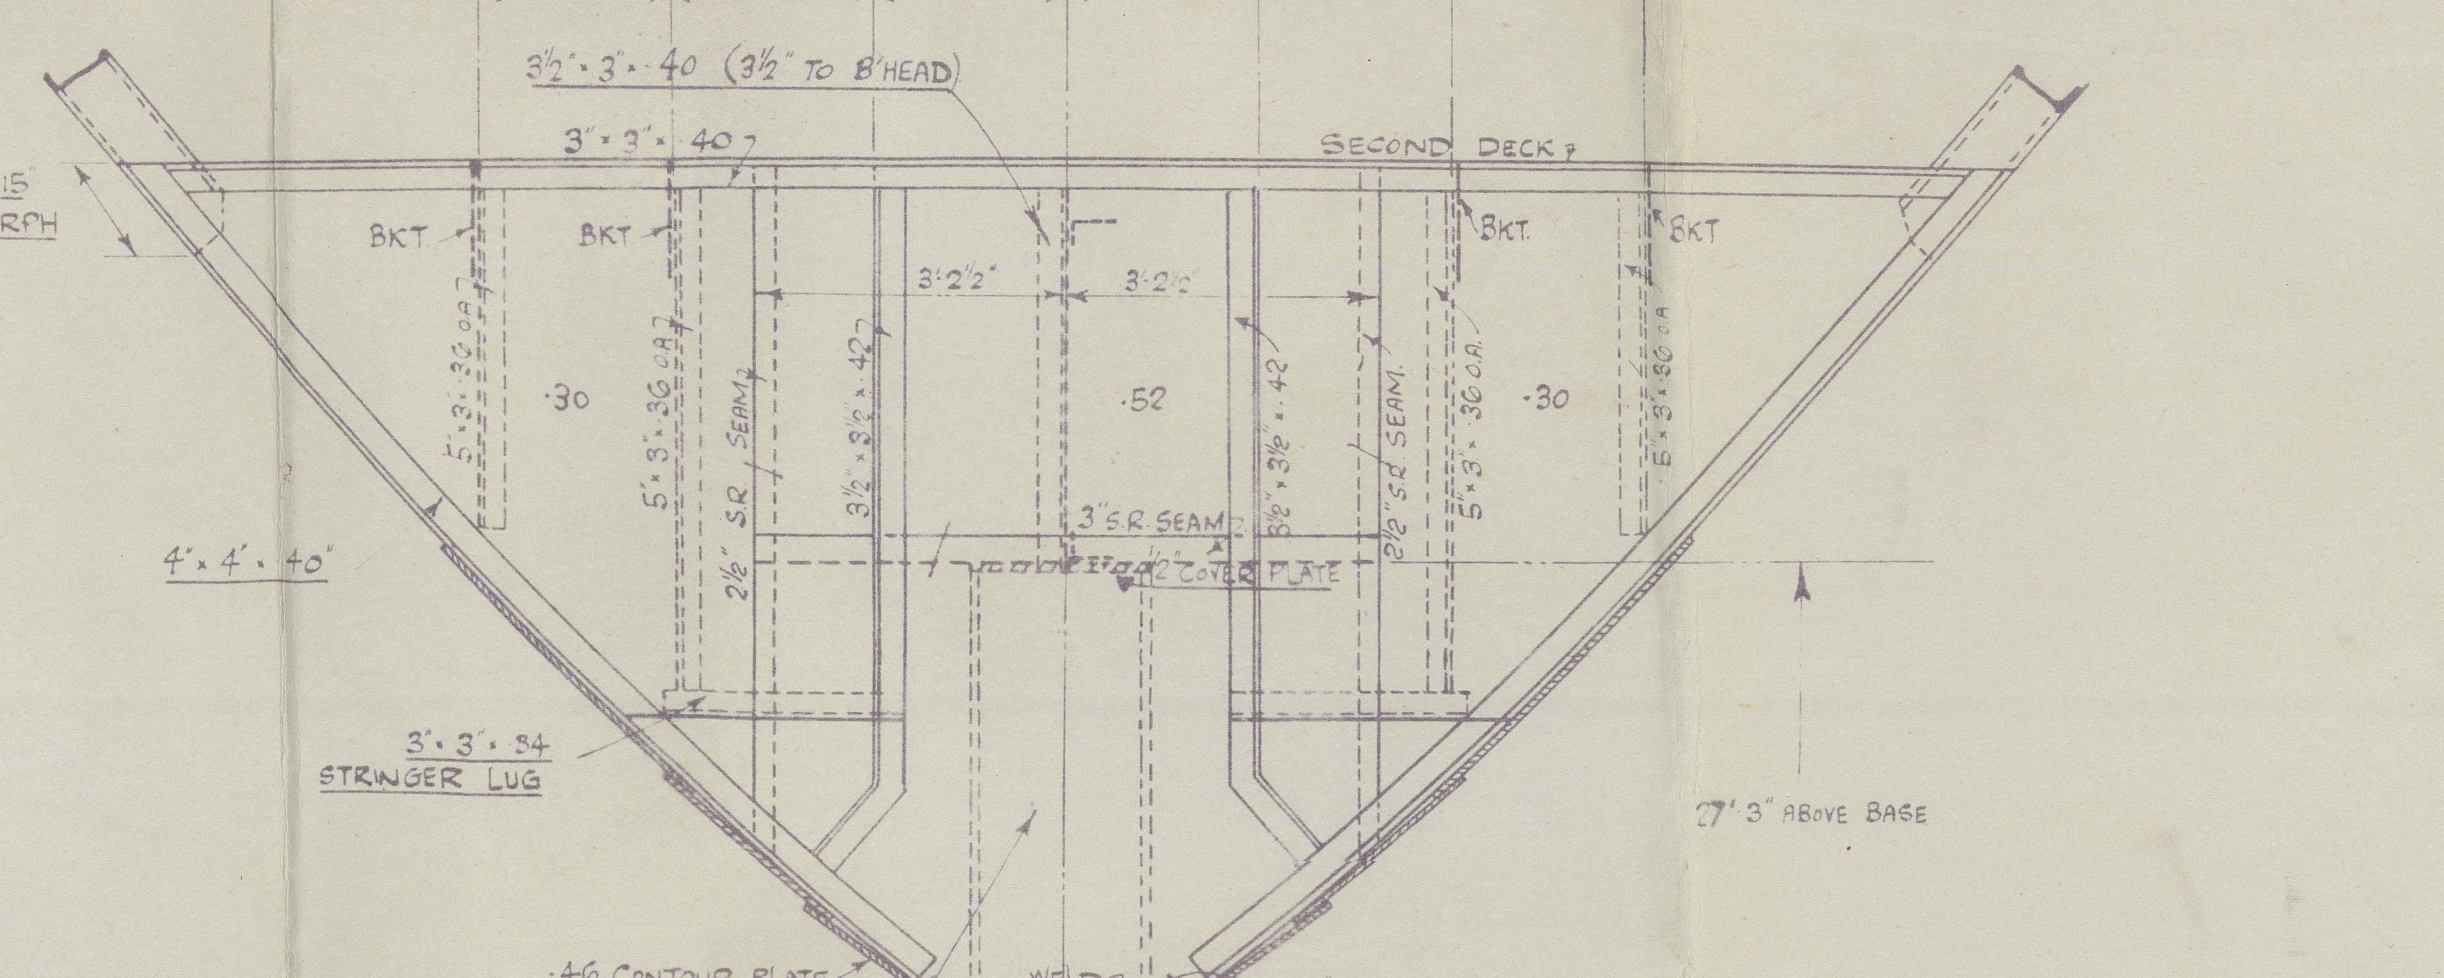 3½" × 3" × ·40 (3½" TO B'HEAD)
3" × 3" × ·40
SECOND DECK
15"
RPH
BKT
BKT
BKT.
BKT
3'·2½"
3'·2½"
5" × 3" × ·36 O.A.
·30
5" × 3" × ·36 O.A.
2½" S.R. SEAM
3½" × 3½" × ·42
·52
3½" × 3½" × ·42
2½" S.R. SEAM.
5" × 3" × ·36 O.A.
·30
5" × 3" × ·36 O.A.
3" S.R. SEAM
½" COVER PLATE
4" × 4" × ·40"
3" × 3" × ·34
STRINGER LUG
27' 3" ABOVE BASE
·46 CONTOUR PLATE